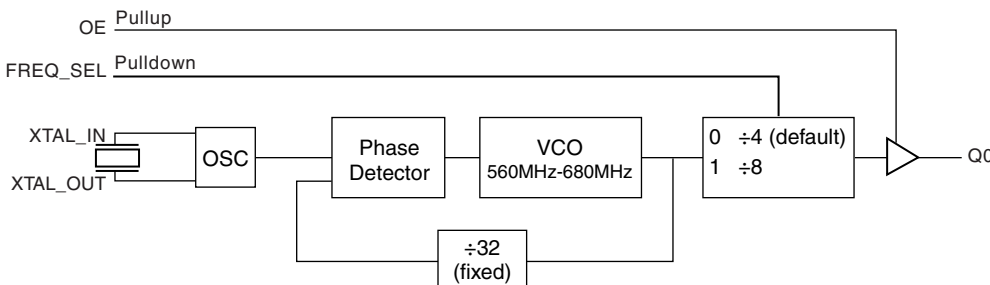 OE Pullup
FREQ_SEL Pulldown
XTAL_IN
XTAL_OUT
OSC
Phase
Detector
VCO
560MHz-680MHz
0 ÷4 (default)
1 ÷8
Q0
÷32
(fixed)